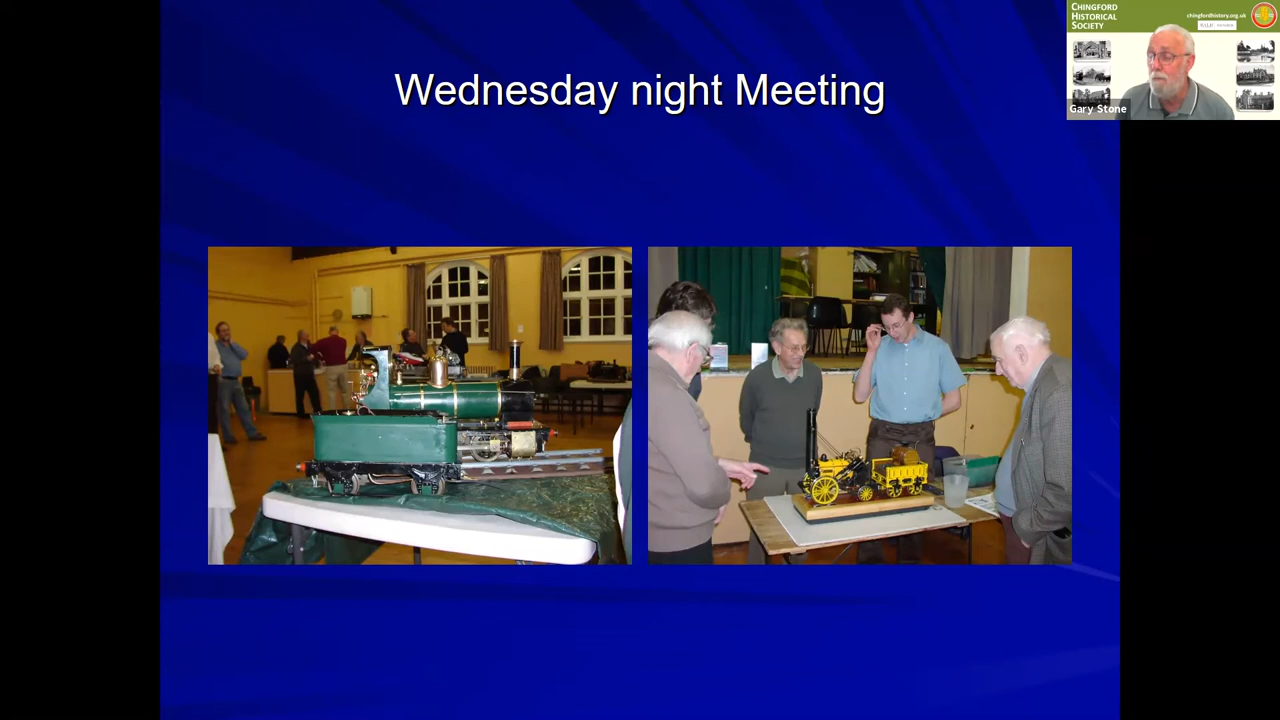 Wednesday night Meeting
CHINGFORD
HISTORICAL
SOCIETY
chingfordhistory.org.uk
Gary Stone